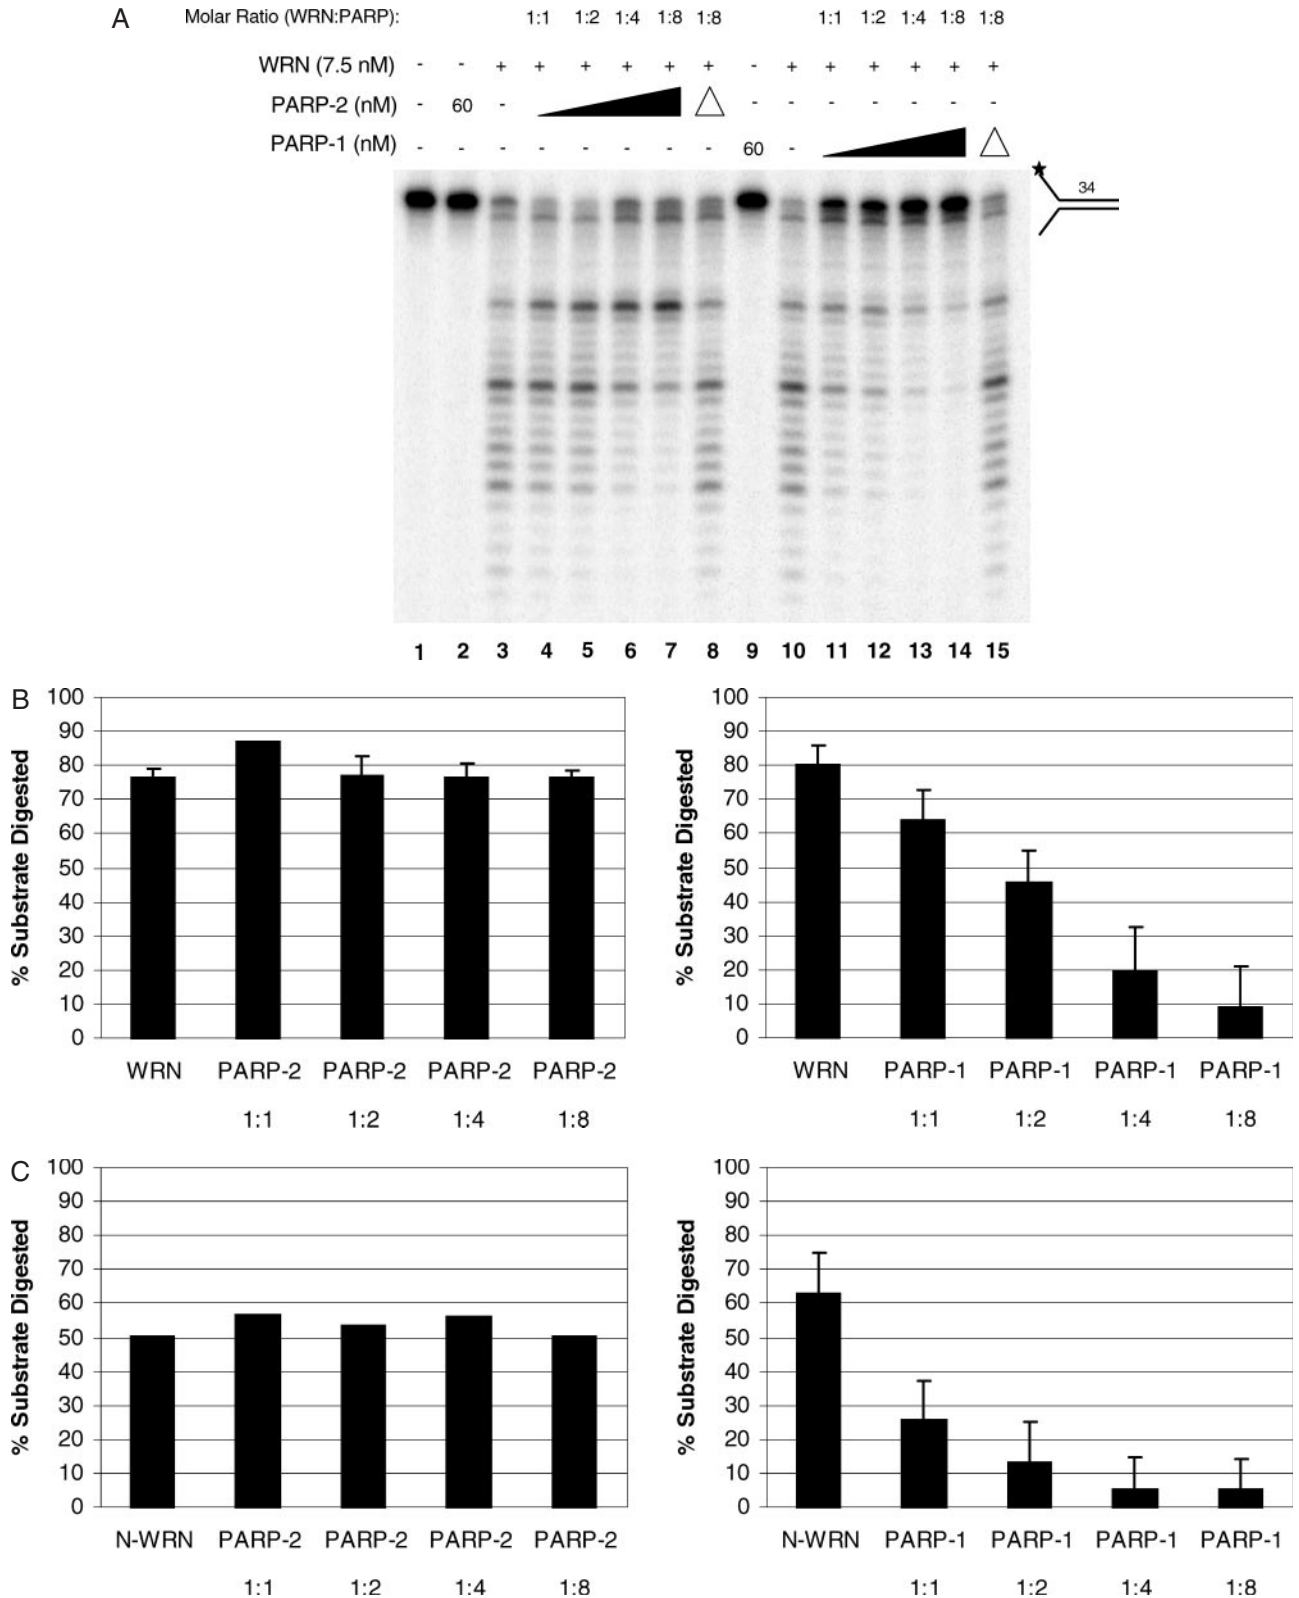 A
Molar Ratio (WRN:PARP): 1:1 1:2 1:4 1:8 1:8 1:1 1:2 1:4 1:8 1:8
WRN (7.5 nM) - - + + + + + + - + + + + + +
PARP-2 (nM) - 60 - - - - - - - -
PARP-1 (nM) - - - - - - - - 60 -
34
1 2 3 4 5 6 7 8 9 10 11 12 13 14 15
B
% Substrate Digested
100
90
80
70
60
50
40
30
20
10
0
WRN PARP-2 PARP-2 PARP-2 PARP-2
1:1 1:2 1:4 1:8
% Substrate Digested
100
90
80
70
60
50
40
30
20
10
0
WRN PARP-1 PARP-1 PARP-1 PARP-1
1:1 1:2 1:4 1:8
C
% Substrate Digested
100
90
80
70
60
50
40
30
20
10
0
N-WRN PARP-2 PARP-2 PARP-2 PARP-2
1:1 1:2 1:4 1:8
% Substrate Digested
100
90
80
70
60
50
40
30
20
10
0
N-WRN PARP-1 PARP-1 PARP-1 PARP-1
1:1 1:2 1:4 1:8